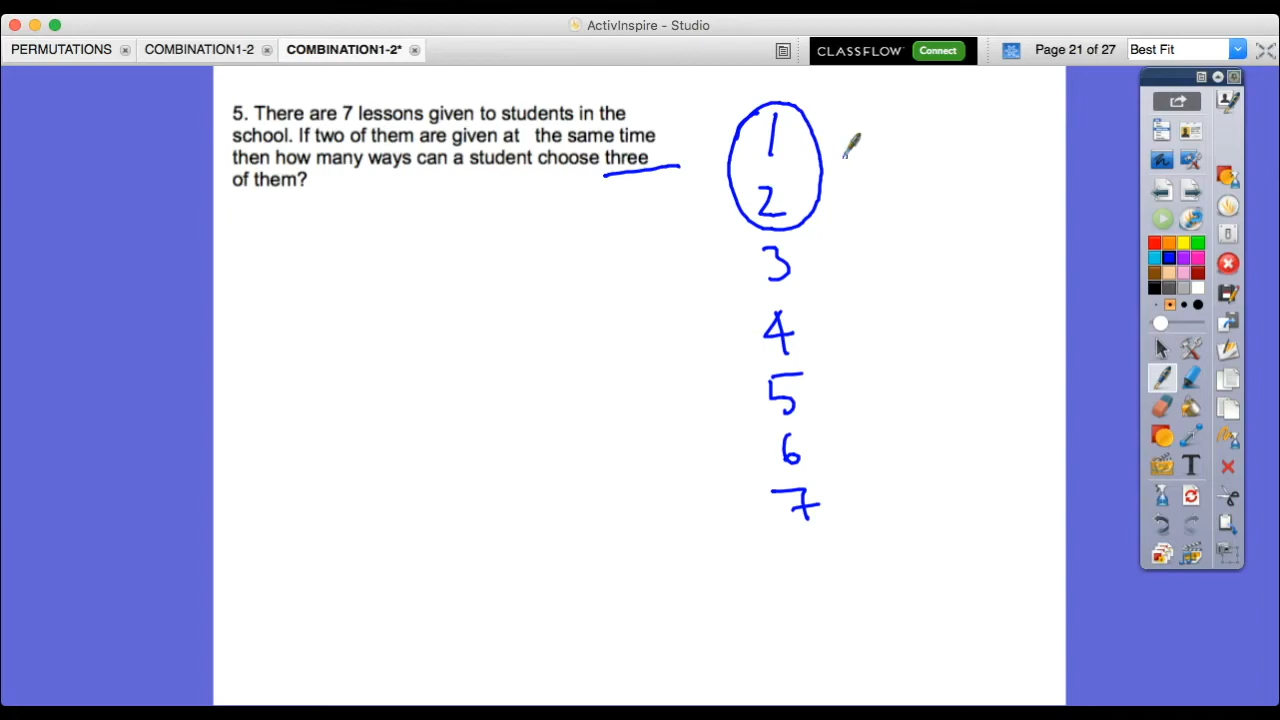 ActivInspire - Studio
PERMUTATIONS
COMBINATION1-2
COMBINATION1-2*
CLASSFLOW Connect
Page 21 of 27
Best Fit
5. There are 7 lessons given to students in the
school. If two of them are given at the same time
then how many ways can a student choose three
of them?
1
2
3
4
5
6
7